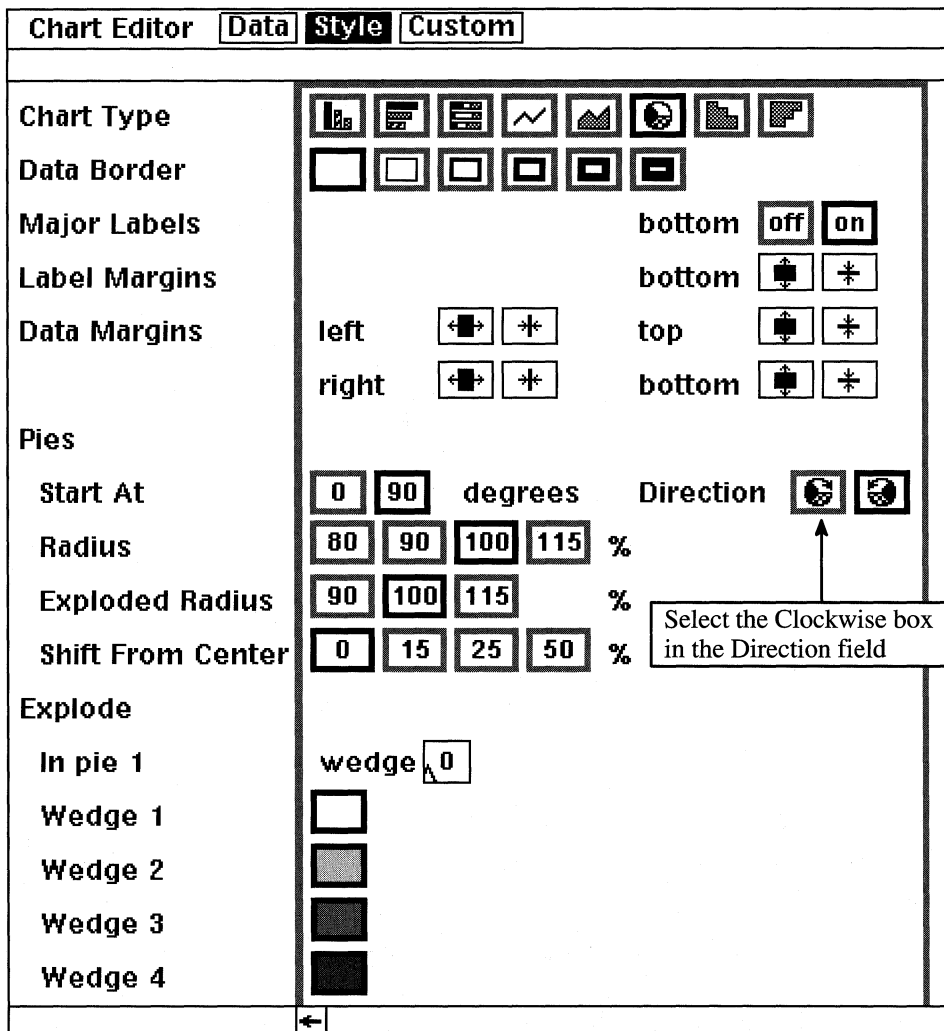 Chart Editor Data Style Custom
Chart Type
Data Border
Major Labels bottom off on
Label Margins bottom
Data Margins left top
right bottom
Pies
Start At 0 90 degrees Direction
Radius 80 90 100 115 %
Exploded Radius 90 100 115 %
Select the Clockwise box
in the Direction field
Shift From Center 0 15 25 50 %
Explode
In pie 1 wedge 0
Wedge 1
Wedge 2
Wedge 3
Wedge 4